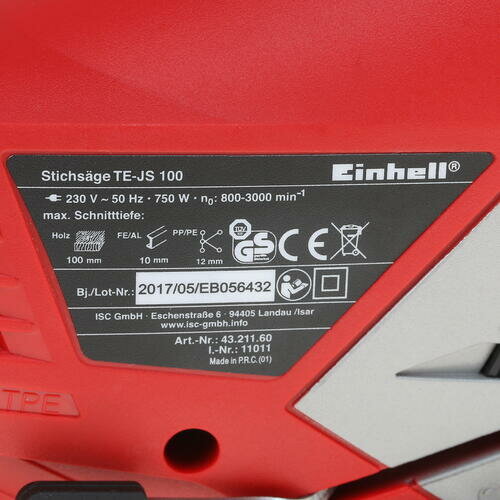 Einhell®
Stichsäge TE-JS 100
230 V ~ 50 Hz · 750 W · n₀: 800-3000 min⁻¹
max. Schnitttiefe:
Holz FE/AL PP/PE
100 mm 10 mm 12 mm
GS CE
Bj./Lot-Nr.: 2017/05/EB056432
ISC GmbH · Eschenstraße 6 · 94405 Landau /Isar
www.isc-gmbh.info
Art.-Nr.: 43.211.60
I.-Nr.: 11011
Made in P.R.C. (01)
TPE